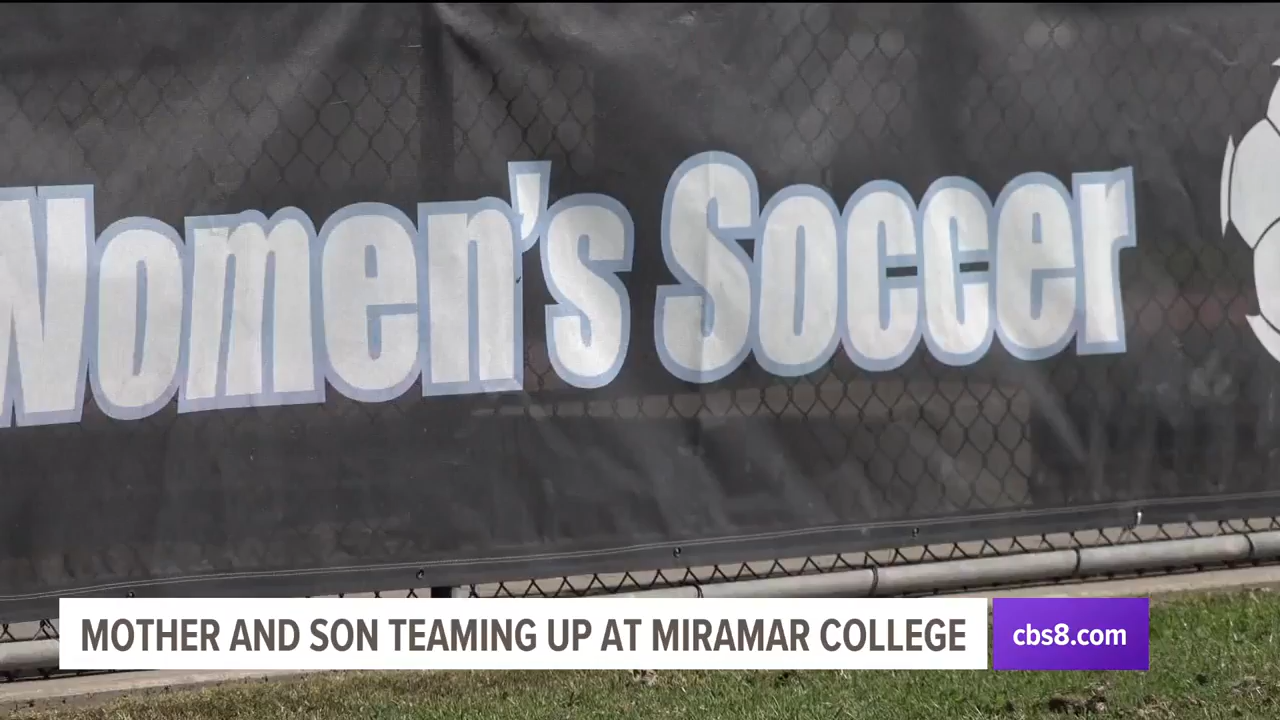 Women's Soccer
MOTHER AND SON TEAMING UP AT MIRAMAR COLLEGE
cbs8.com